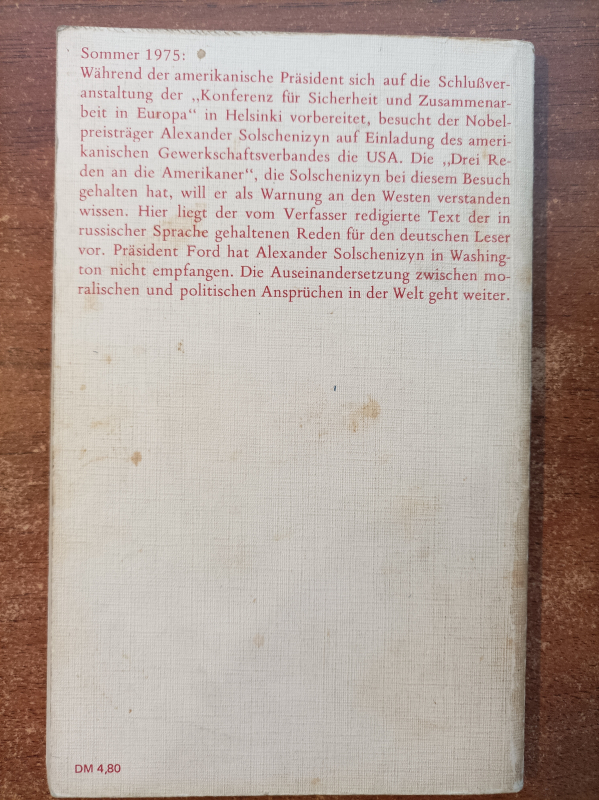 Sommer 1975:
Während der amerikanische Präsident sich auf die Schlußver-
anstaltung der „Konferenz für Sicherheit und Zusammenar-
beit in Europa“ in Helsinki vorbereitet, besucht der Nobel-
preisträger Alexander Solschenizyn auf Einladung des ameri-
kanischen Gewerkschaftsverbandes die USA. Die „Drei Re-
den an die Amerikaner“, die Solschenizyn bei diesem Besuch
gehalten hat, will er als Warnung an den Westen verstanden
wissen. Hier liegt der vom Verfasser redigierte Text der in
russischer Sprache gehaltenen Reden für den deutschen Leser
vor. Präsident Ford hat Alexander Solschenizyn in Washing-
ton nicht empfangen. Die Auseinandersetzung zwischen mo-
ralischen und politischen Ansprüchen in der Welt geht weiter.
DM 4,80